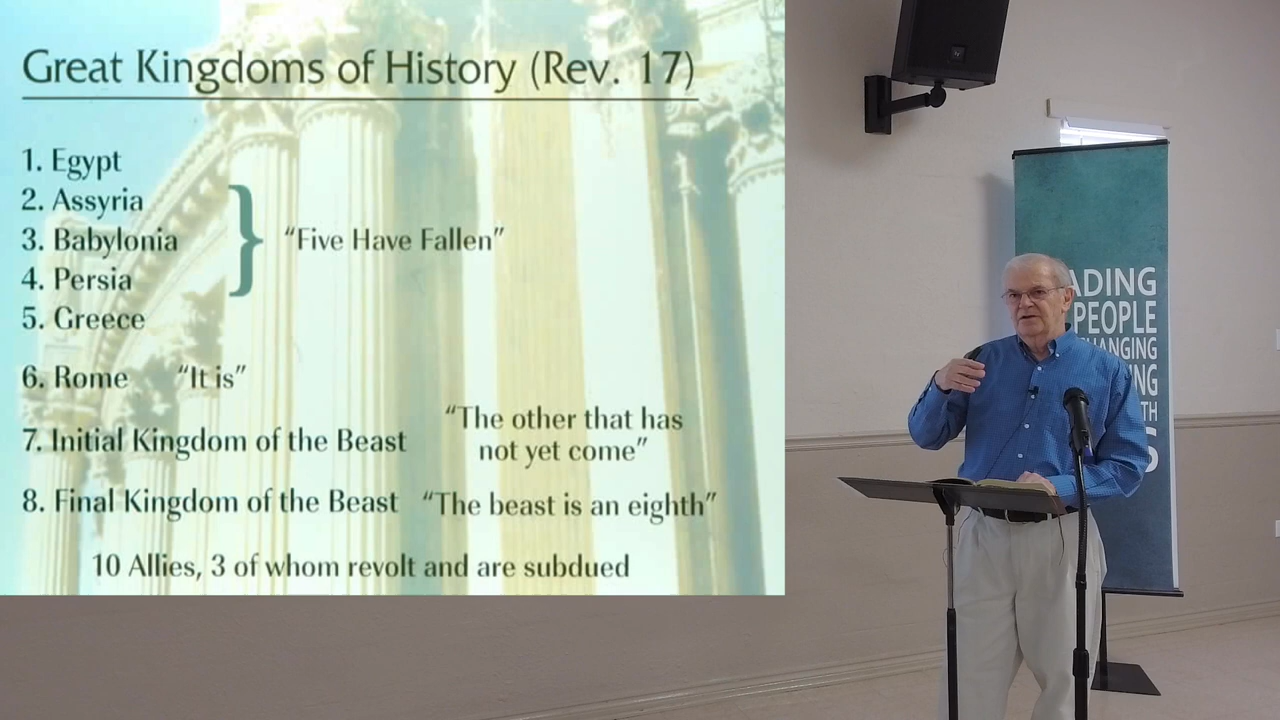 Great Kingdoms of History (Rev. 17)
1. Egypt
2. Assyria
3. Babylonia
4. Persia
5. Greece
} "Five Have Fallen"
6. Rome "It is"
7. Initial Kingdom of the Beast
"The other that has
not yet come"
8. Final Kingdom of the Beast "The beast is an eighth"
10 Allies, 3 of whom revolt and are subdued
ADING
PEOPLE
HANGING
NG
TH
S